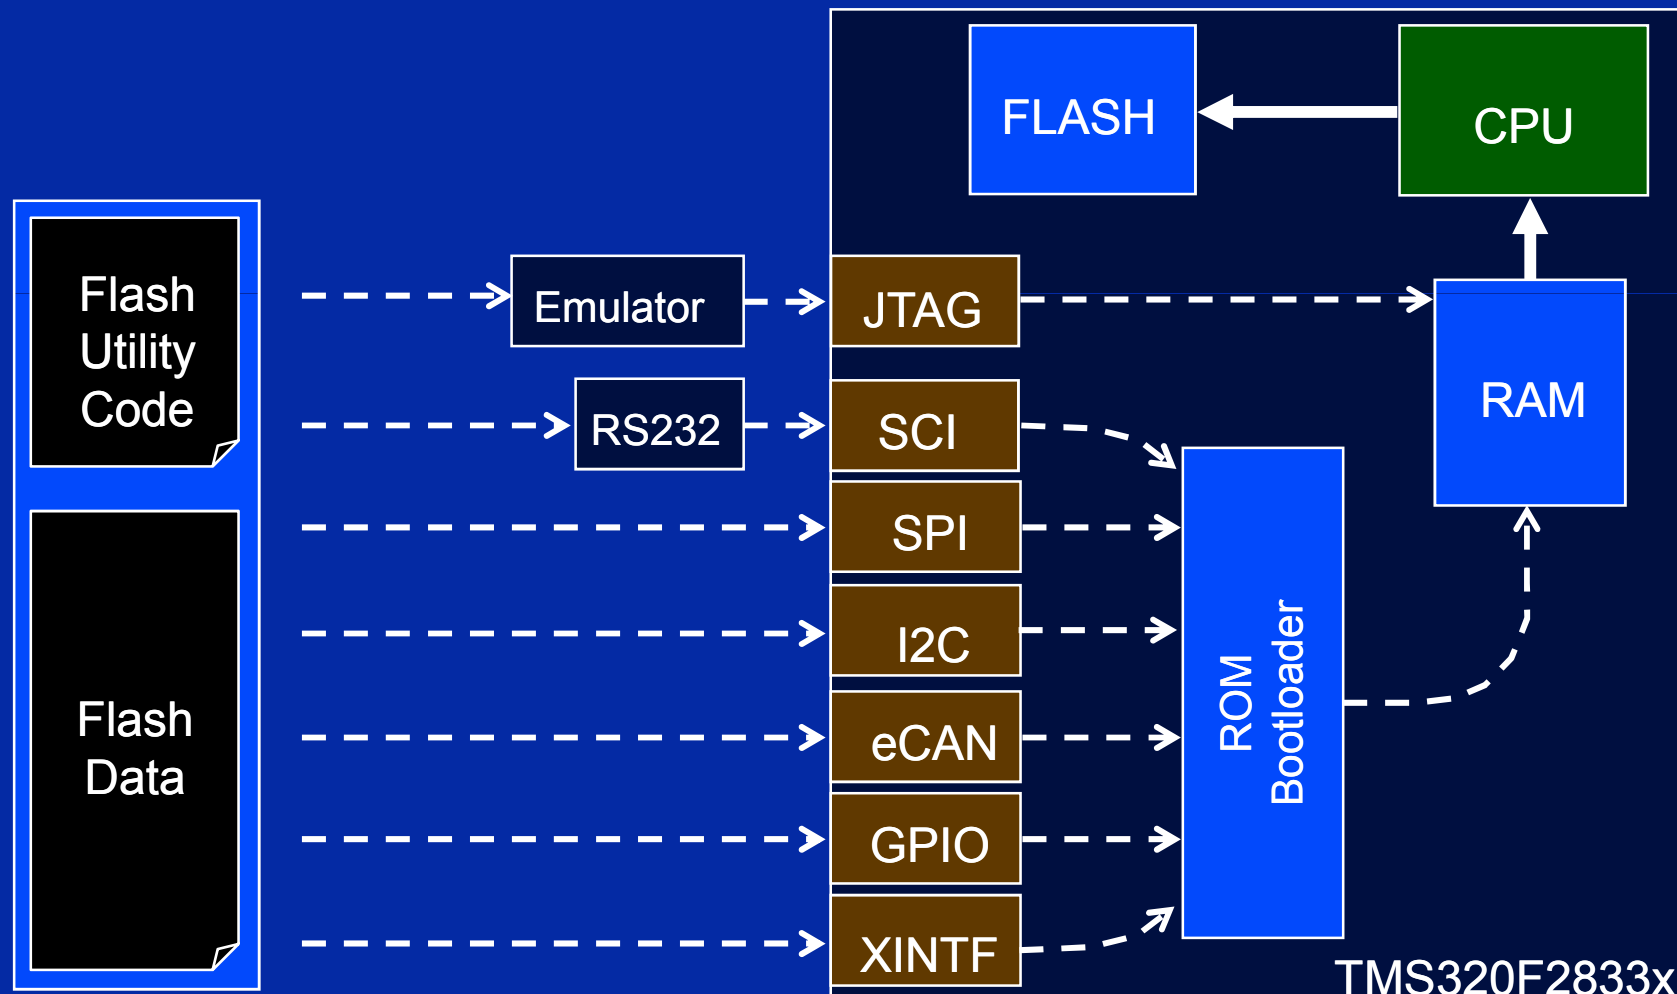 FLASH
CPU
Flash
Utility
Code
Emulator
JTAG
RAM
RS232
SCI
SPI
I2C
ROM
Bootloader
Flash
Data
eCAN
GPIO
XINTF
TMS320F2833x